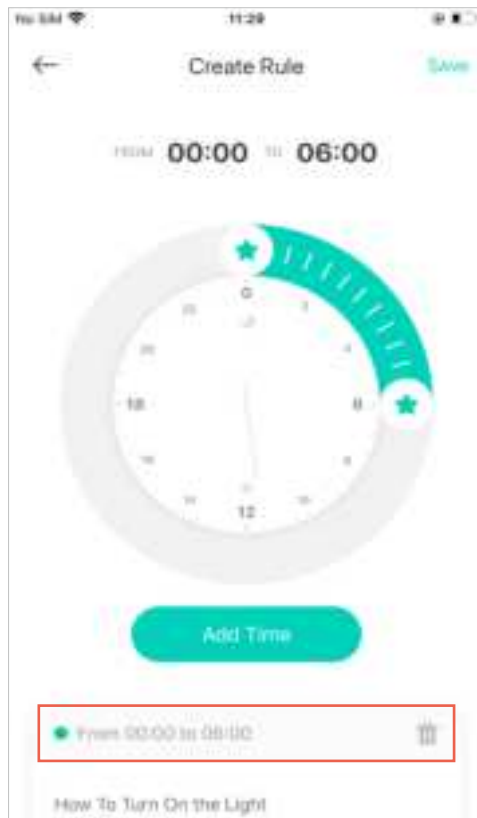 No SIM 11:29
Create Rule Save
FROM 00:00 TO 06:00
0
18 6
12
Add Time
From 00:00 to 06:00
How To Turn On the Light